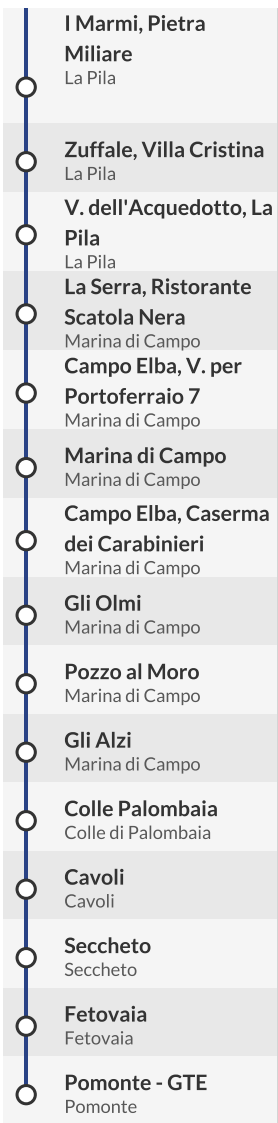 I Marmi, Pietra
Miliare
La Pila
Zuffale, Villa Cristina
La Pila
V. dell'Acquedotto, La
Pila
La Pila
La Serra, Ristorante
Scatola Nera
Marina di Campo
Campo Elba, V. per
Portoferraio 7
Marina di Campo
Marina di Campo
Marina di Campo
Campo Elba, Caserma
dei Carabinieri
Marina di Campo
Gli Olmi
Marina di Campo
Pozzo al Moro
Marina di Campo
Gli Alzi
Marina di Campo
Colle Palombaia
Colle di Palombaia
Cavoli
Cavoli
Seccheto
Seccheto
Fetovaia
Fetovaia
Pomonte - GTE
Pomonte